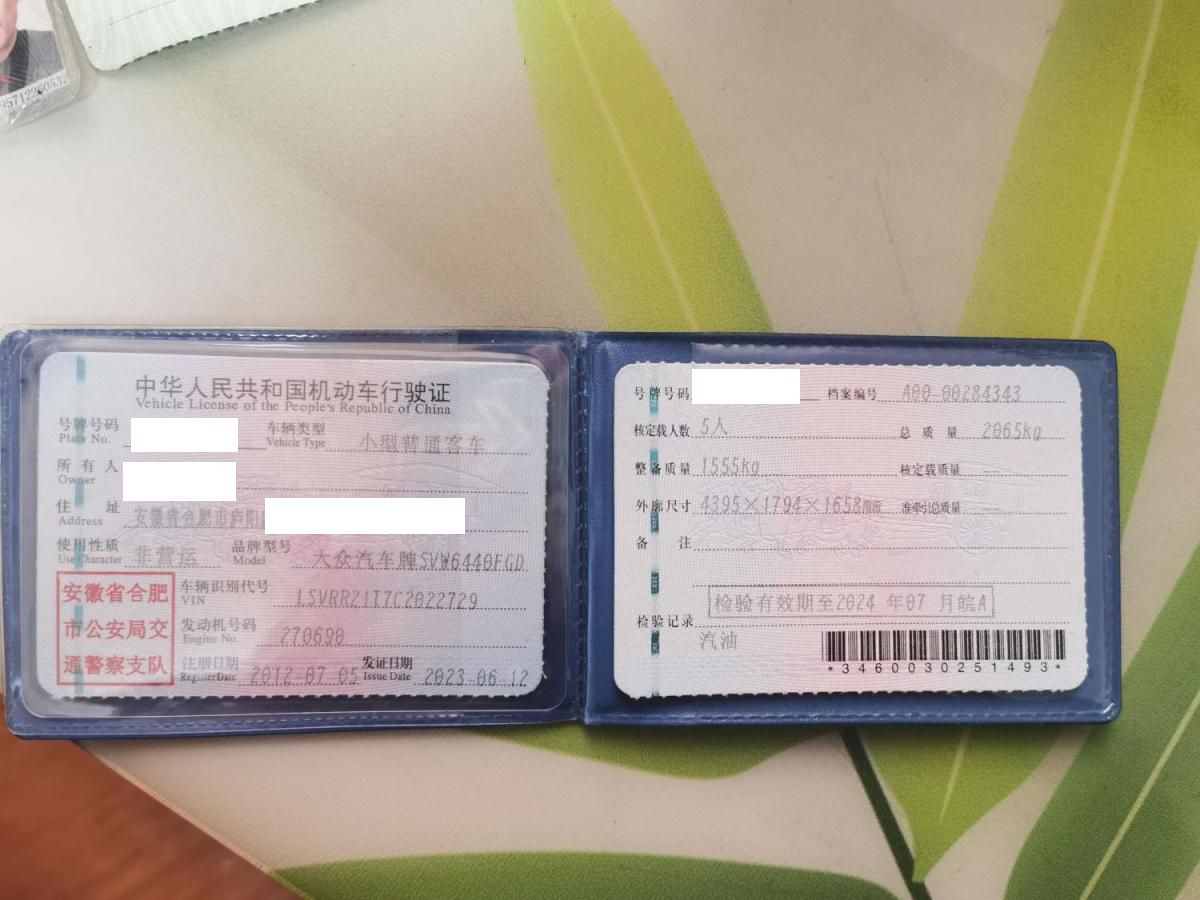 95712260532
中华人民共和国机动车行驶证
Vehicle License of the People's Republic of China
号牌号码
Plate No.
车辆类型
Vehicle Type
小型普通客车
所有人
Owner
住址
Address
安徽省合肥市庐阳
使用性质
Use Character
非营运
品牌型号
Model
大众汽车牌SVW6440FGD
安徽省合肥
市公安局交
通警察支队
车辆识别代号
VIN
LSVRR21T7C2022729
发动机号码
Engine No.
270690
注册日期
Register Date
2012-07-05
发证日期
Issue Date
2023-06-12
号牌号码
档案编号
A00-00284343
核定载人数
5人
总质量
2065kg
整备质量
1555kg
核定载质量
--
外廓尺寸
4395×1794×1658mm
准牵引总质量
--
备注
检验有效期至2024年07月皖A
检验记录
汽油
*3460030251493*